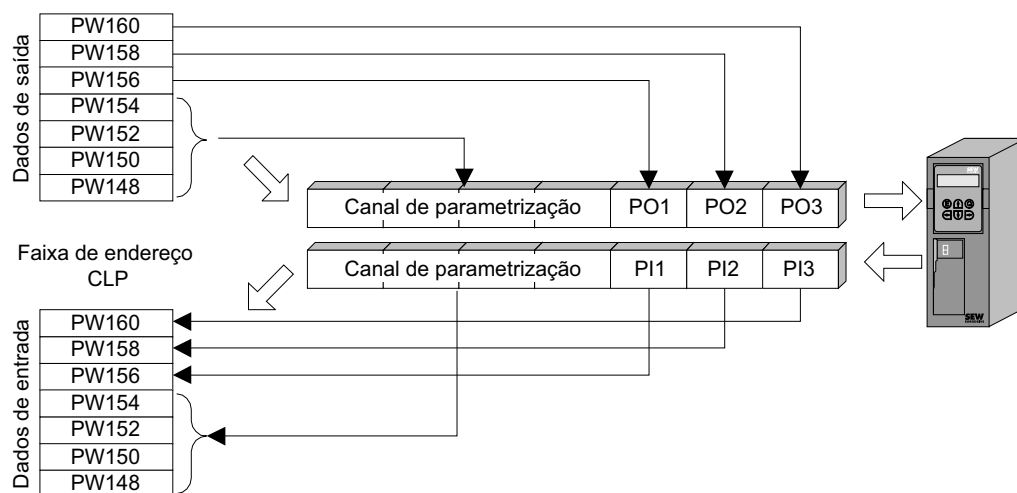 Dados de saída
PW160
PW158
PW156
PW154
PW152
PW150
PW148
Canal de parametrização PO1 PO2 PO3
Faixa de endereço
CLP
Canal de parametrização PI1 PI2 PI3
Dados de entrada
PW160
PW158
PW156
PW154
PW152
PW150
PW148
SEW